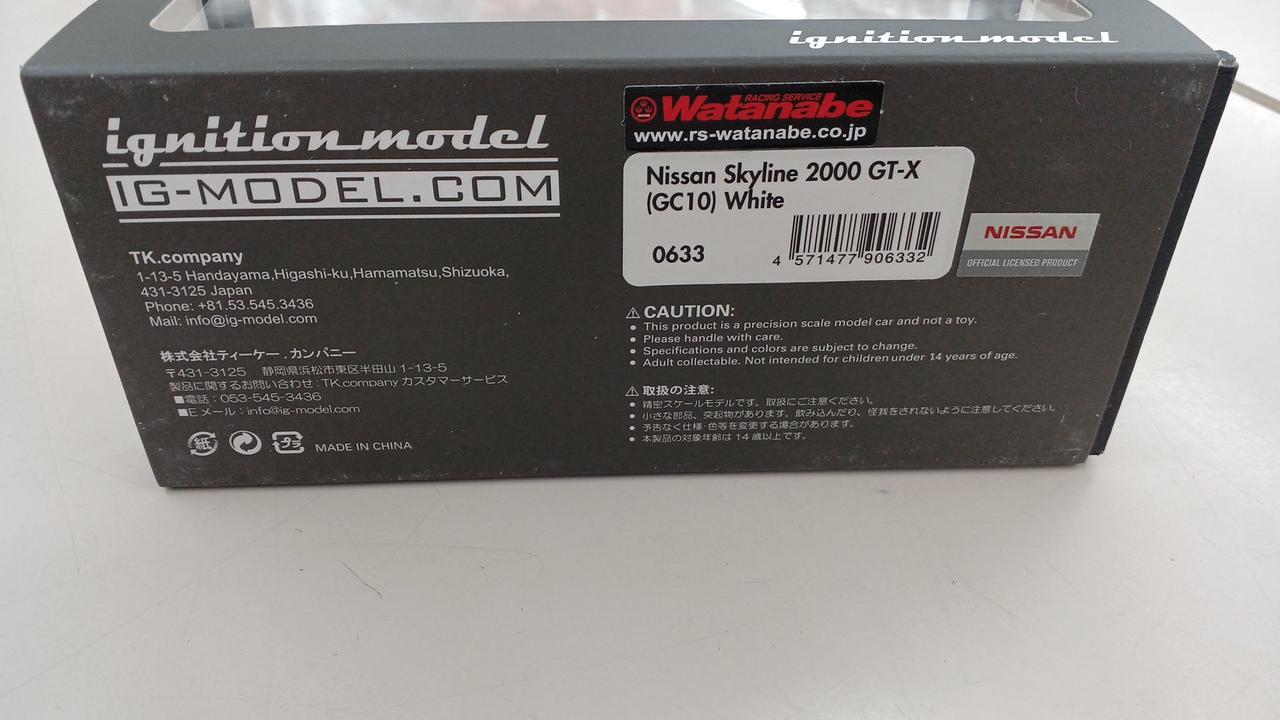 ignition model
ignition model
IG-MODEL.COM
TK.company
1-13-5 Handayama,Higashi-ku,Hamamatsu,Shizuoka,
431-3125 Japan
Phone: +81.53.545.3436
Mail: info@ig-model.com
株式会社ティーケー.カンパニー
〒431-3125 静岡県浜松市東区半田山 1-13-5
製品に関するお問い合わせ:TK.company カスタマーサービス
■電話:053-545-3436
■E メール:info@ig-model.com
紙
プラ
MADE IN CHINA
RACING SERVICE
Watanabe
www.rs-watanabe.co.jp
Nissan Skyline 2000 GT-X
(GC10) White
0633
4 571477 906332
NISSAN
OFFICIAL LICENSED PRODUCT
⚠ CAUTION:
• This product is a precision scale model car and not a toy.
• Please handle with care.
• Specifications and colors are subject to change.
• Adult collectable. Not intended for children under 14 years of age.
⚠ 取扱の注意:
• 精密スケールモデルです。取扱にご注意ください。
• 小さな部品、突起物があります。飲み込んだり、怪我をされないように注意してください。
• 予告なく仕様・色等を変更する場合があります。
• 本製品の対象年齢は 14 歳以上です。